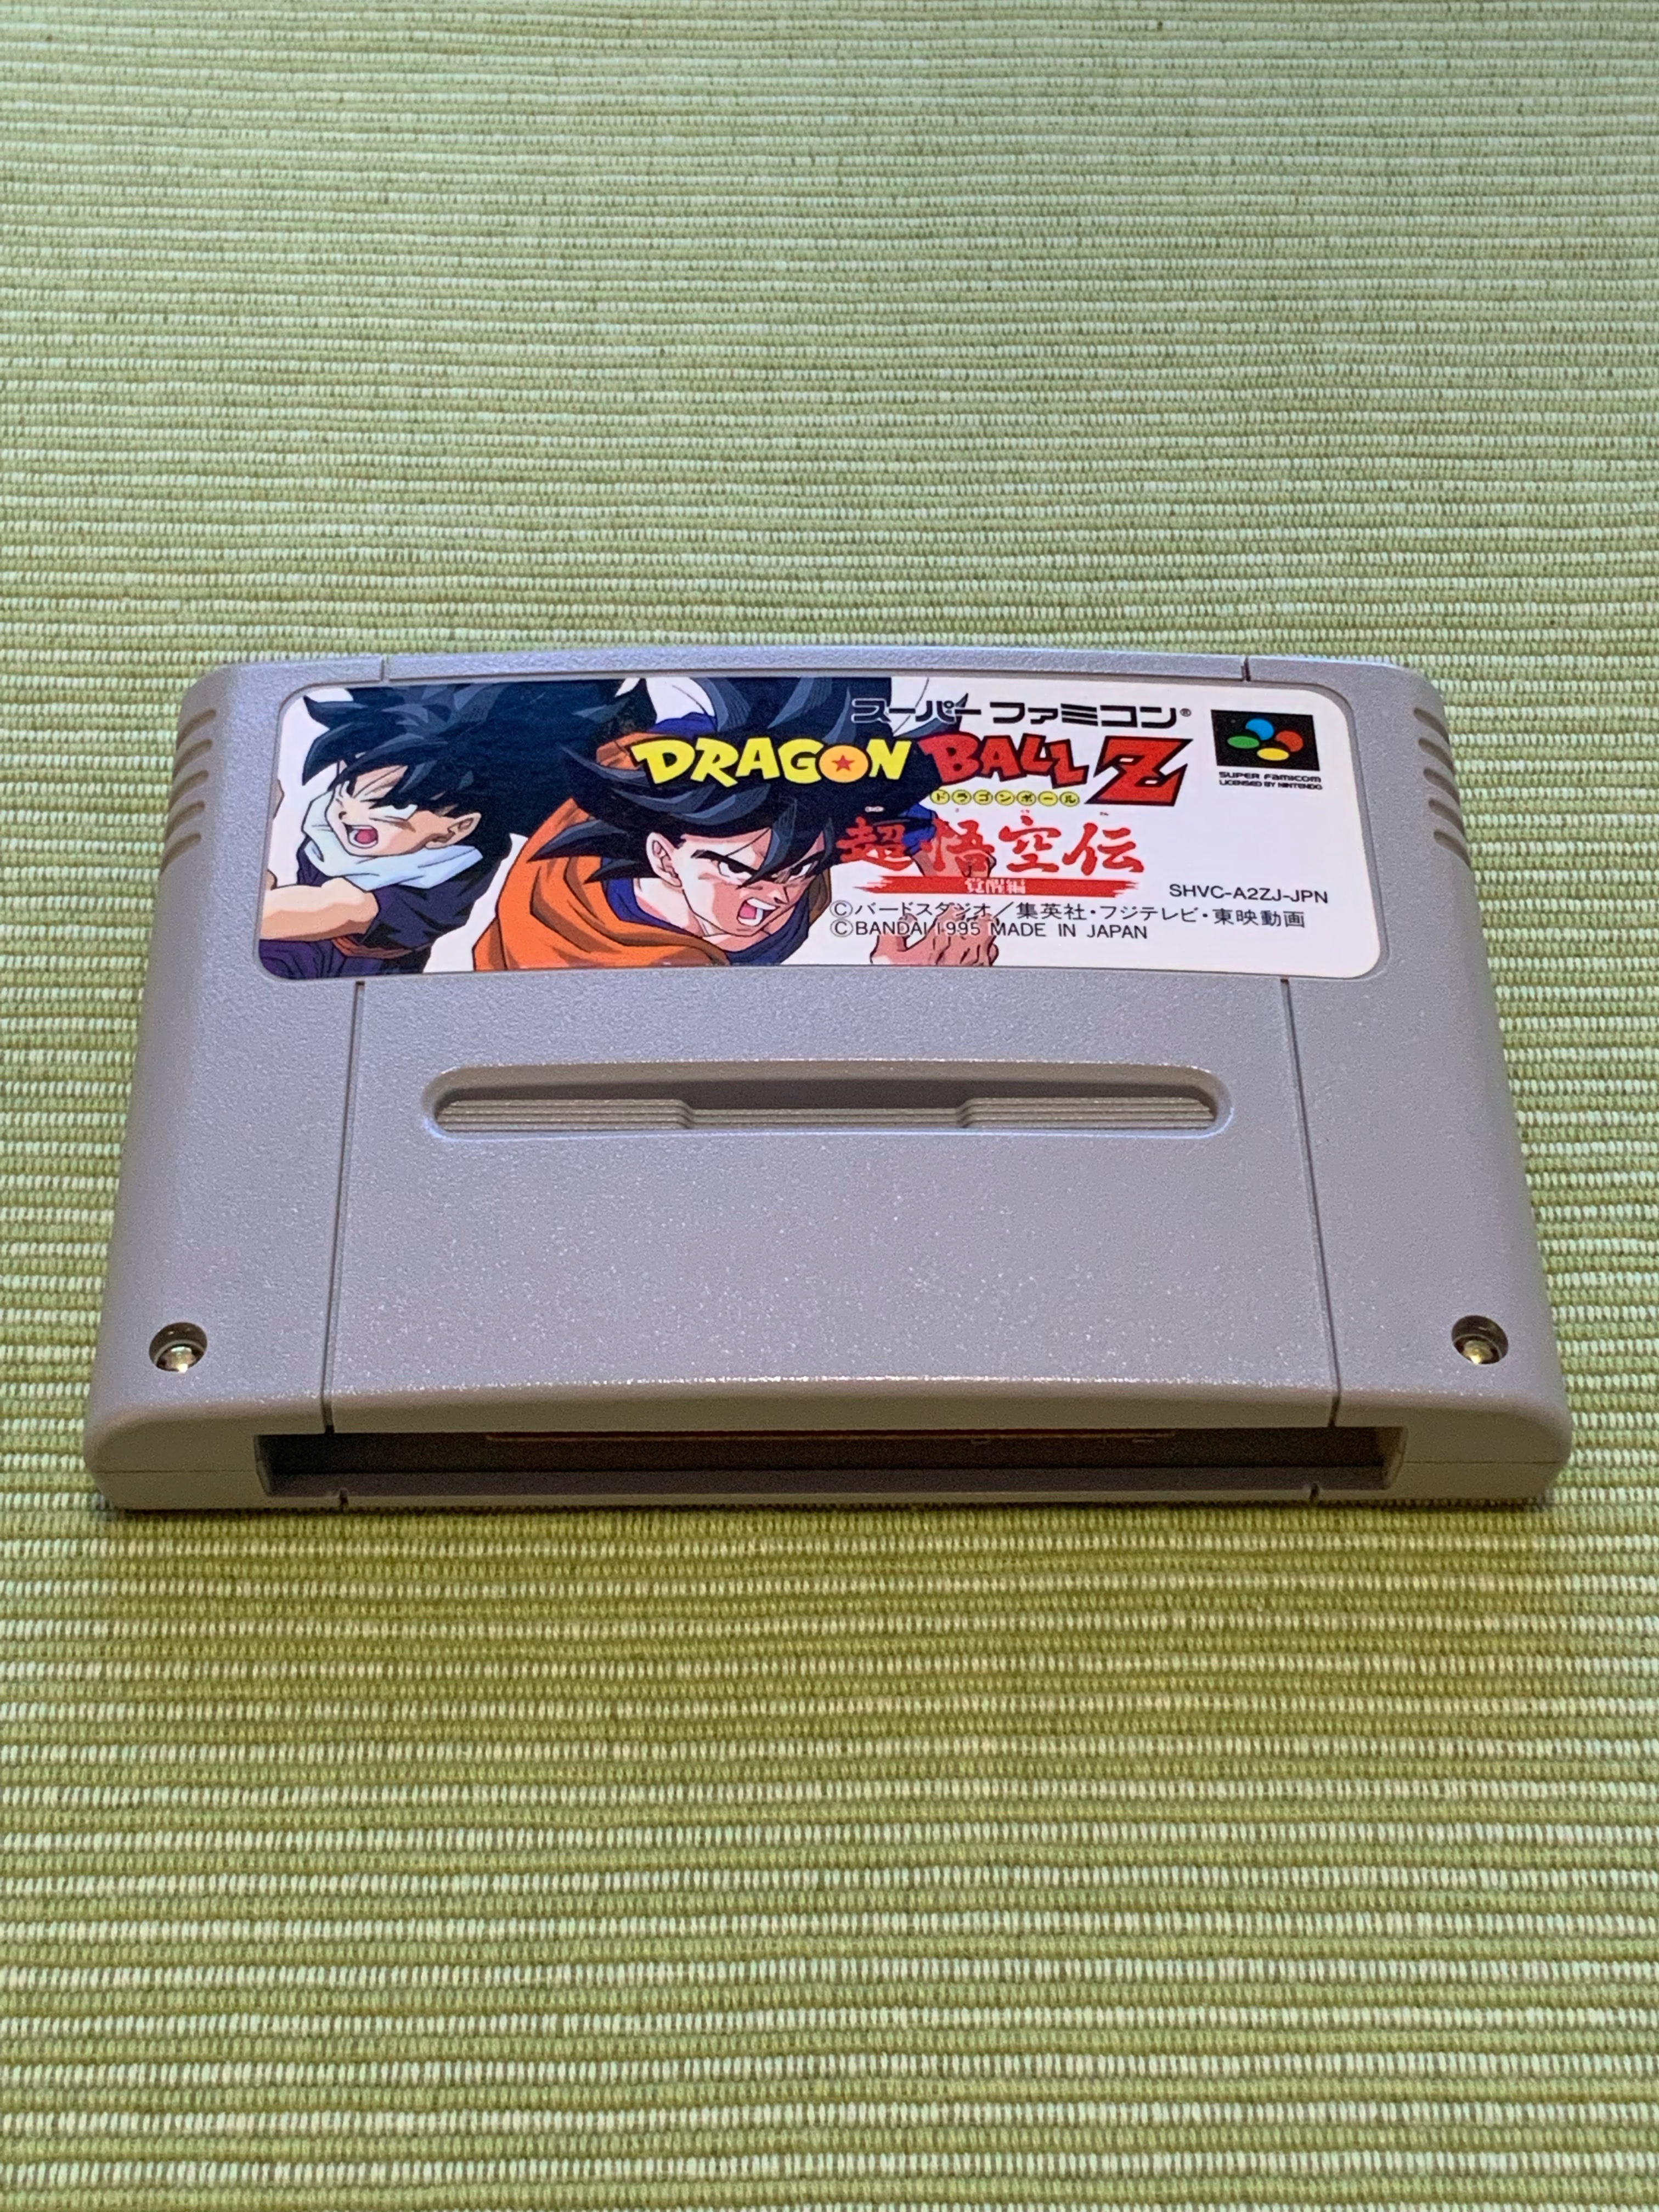 スーパーファミコン®
DRAGON BALL Z
ドラゴンボール
超・悟空伝
覚醒編
SUPER FAMICOM
LICENSED BY NINTENDO
SHVC-A2ZJ-JPN
©バードスタジオ／集英社・フジテレビ・東映動画
©BANDAI 1995 MADE IN JAPAN